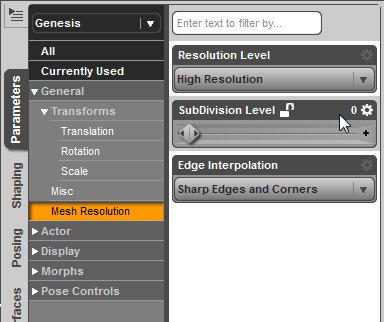 Genesis
All
Currently Used
General
Transforms
Translation
Rotation
Scale
Misc
Mesh Resolution
Actor
Display
Morphs
Pose Controls
Parameters
Shaping
Posing
Enter text to filter by...
Resolution Level
High Resolution
SubDivision Level 0
- +
Edge Interpolation
Sharp Edges and Corners